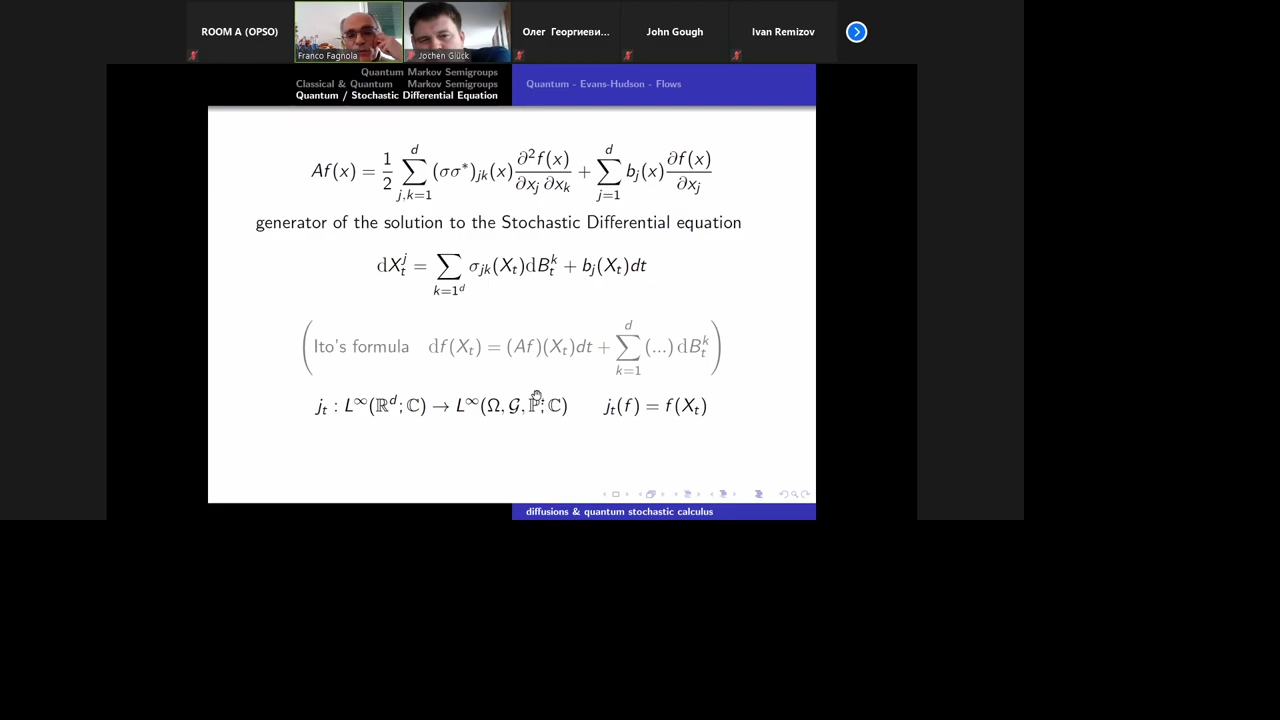 ROOM A (OPSO)
Franco Fagnola
Jochen Glück
Олег Георгиеви...
John Gough
Ivan Remizov
Quantum Markov Semigroups
Classical & Quantum Markov Semigroups
Quantum / Stochastic Differential Equation
Quantum - Evans-Hudson - Flows
Af(x) = 1/2 ∑_{j,k=1}^{d} (σσ*)_{jk}(x) ∂²f(x)/∂x_j ∂x_k + ∑_{j=1}^{d} b_j(x) ∂f(x)/∂x_j
generator of the solution to the Stochastic Differential equation
dX_t^j = ∑_{k=1^d} σ_{jk}(X_t)dB_t^k + b_j(X_t)dt
(Ito's formula df(X_t) = (Af)(X_t)dt + ∑_{k=1}^{d} (...) dB_t^k)
j_t : L^∞(ℝ^d; ℂ) → L^∞(Ω, 𝒢, ℙ; ℂ) j_t(f) = f(X_t)
diffusions & quantum stochastic calculus